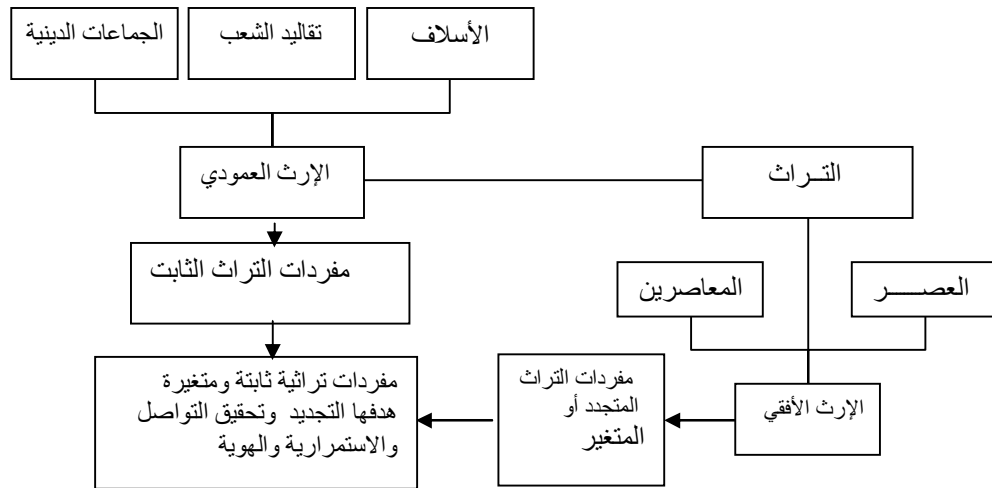 الأسلاف
تقاليد الشعب
الجماعات الدينية
التــراث
الإرث العمودي
مفردات التراث الثابت
العصـــــر
المعاصرين
الإرث الأفقي
مفردات التراث
المتجدد أو
المتغير
مفردات تراثية ثابتة ومتغيرة
هدفها التجديد وتحقيق التواصل
والاستمرارية والهوية